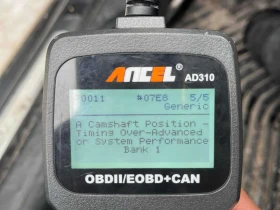 ANCEL
AD310
0011 #07E8 5/5
Generic
A Camshaft Position -
Timing Over-Advanced
or System Performance
Bank 1
OBDII/EOBD+CAN